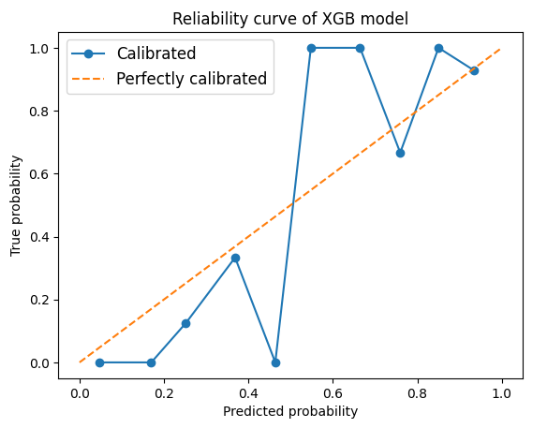 Reliability curve of XGB model
Calibrated
Perfectly calibrated
True probability
1.0
0.8
0.6
0.4
0.2
0.0
0.0 0.2 0.4 0.6 0.8 1.0
Predicted probability